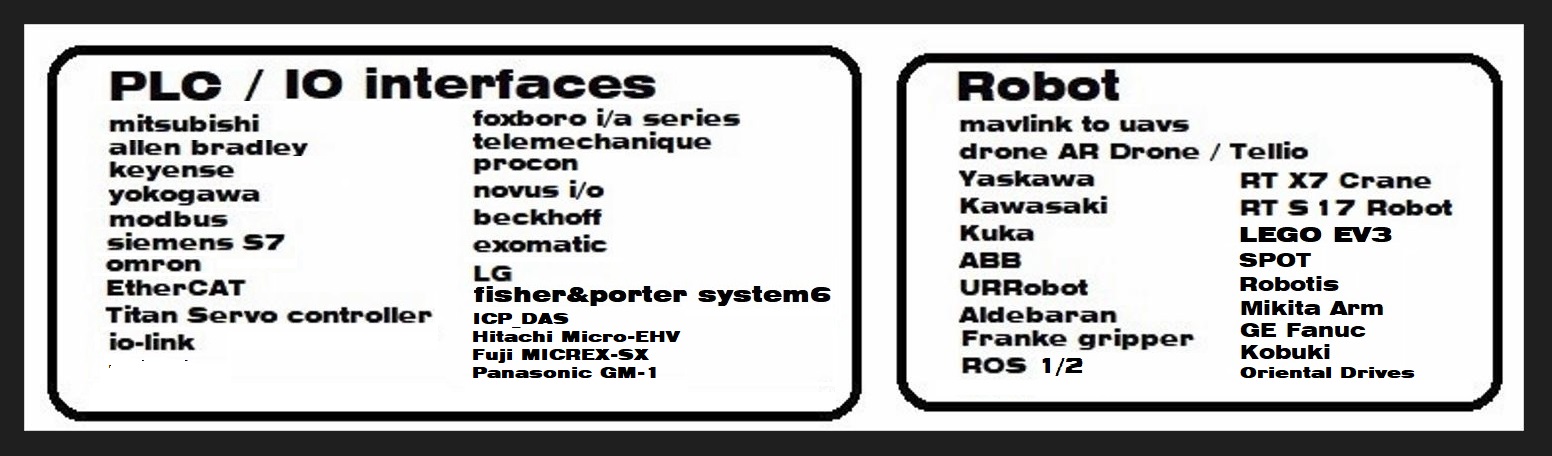 PLC / IO interfaces
mitsubishi
allen bradley
keyense
yokogawa
modbus
siemens S7
omron
EtherCAT
Titan Servo controller
io-link
foxboro i/a series
telemechanique
procon
novus i/o
beckhoff
exomatic
LG
fisher&porter system6
ICP_DAS
Hitachi Micro-EHV
Fuji MICREX-SX
Panasonic GM-1
Robot
mavlink to uavs
drone AR Drone / Tellio
Yaskawa
Kawasaki
Kuka
ABB
URRobot
Aldebaran
Franke gripper
ROS 1/2
RT X7 Crane
RT S 17 Robot
LEGO EV3
SPOT
Robotis
Mikita Arm
GE Fanuc
Kobuki
Oriental Drives